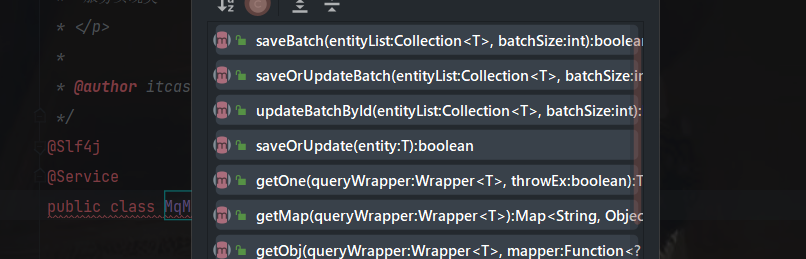 * </p>
*
* @author itcas
*/
@Slf4j
@Service
public class MqM
saveBatch(entityList:Collection<T>, batchSize:int):boolea
saveOrUpdateBatch(entityList:Collection<T>, batchSize:in
updateBatchById(entityList:Collection<T>, batchSize:int):
saveOrUpdate(entity:T):boolean
getOne(queryWrapper:Wrapper<T>, throwEx:boolean):T
getMap(queryWrapper:Wrapper<T>):Map<String, Objec
getObj(queryWrapper:Wrapper<T>, mapper:Function<?